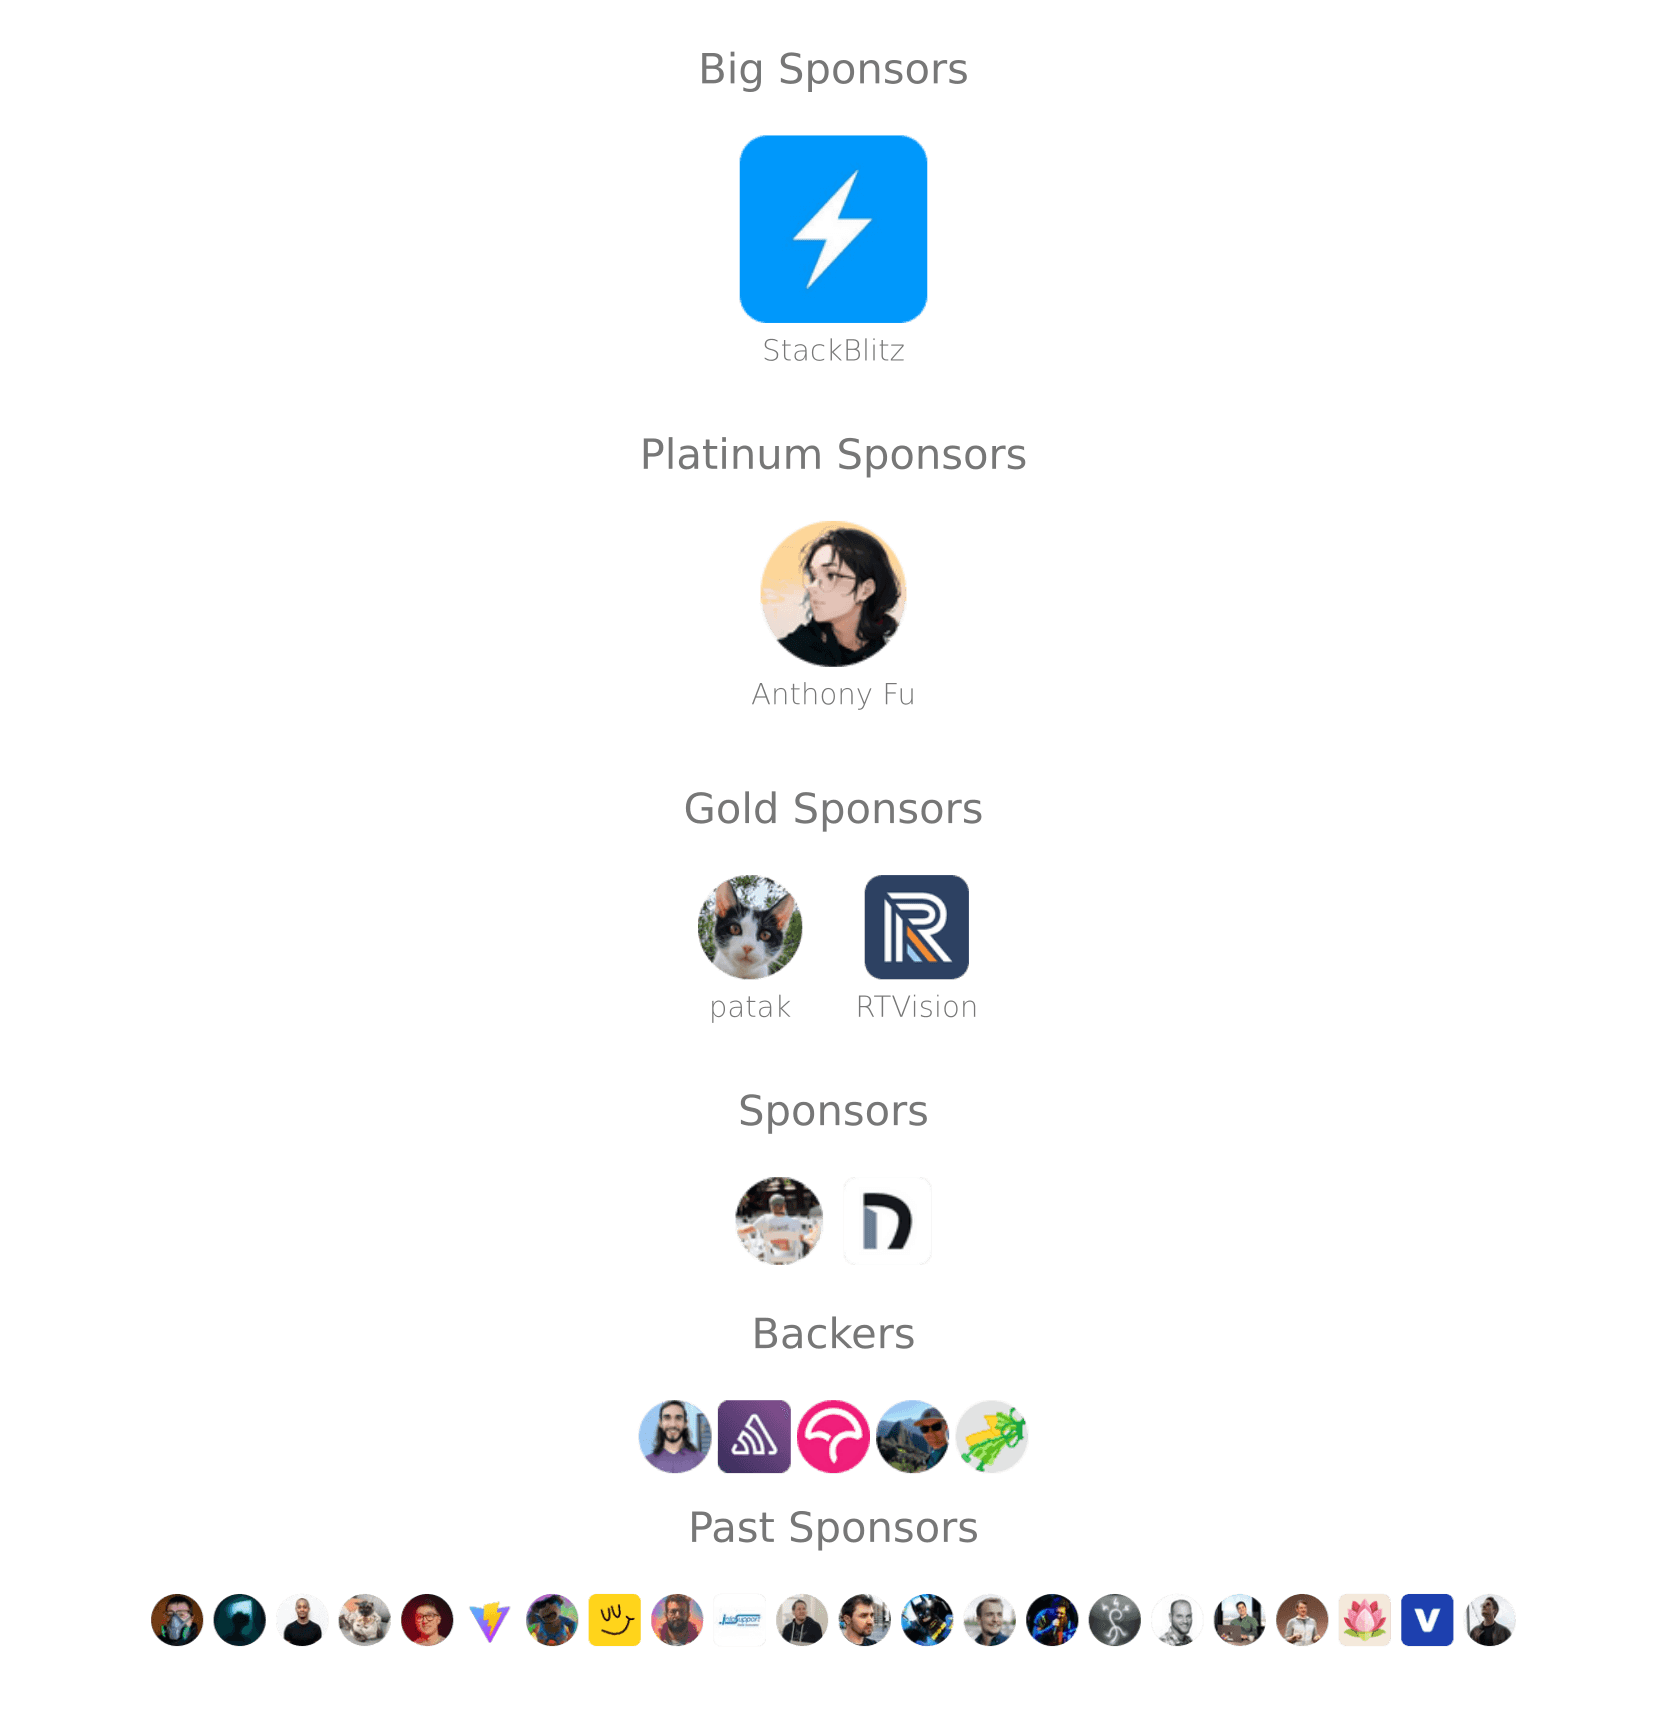 Big Sponsors
StackBlitz
Platinum Sponsors
Anthony Fu
Gold Sponsors
patak
RTVision
Sponsors
Backers
Past Sponsors
V